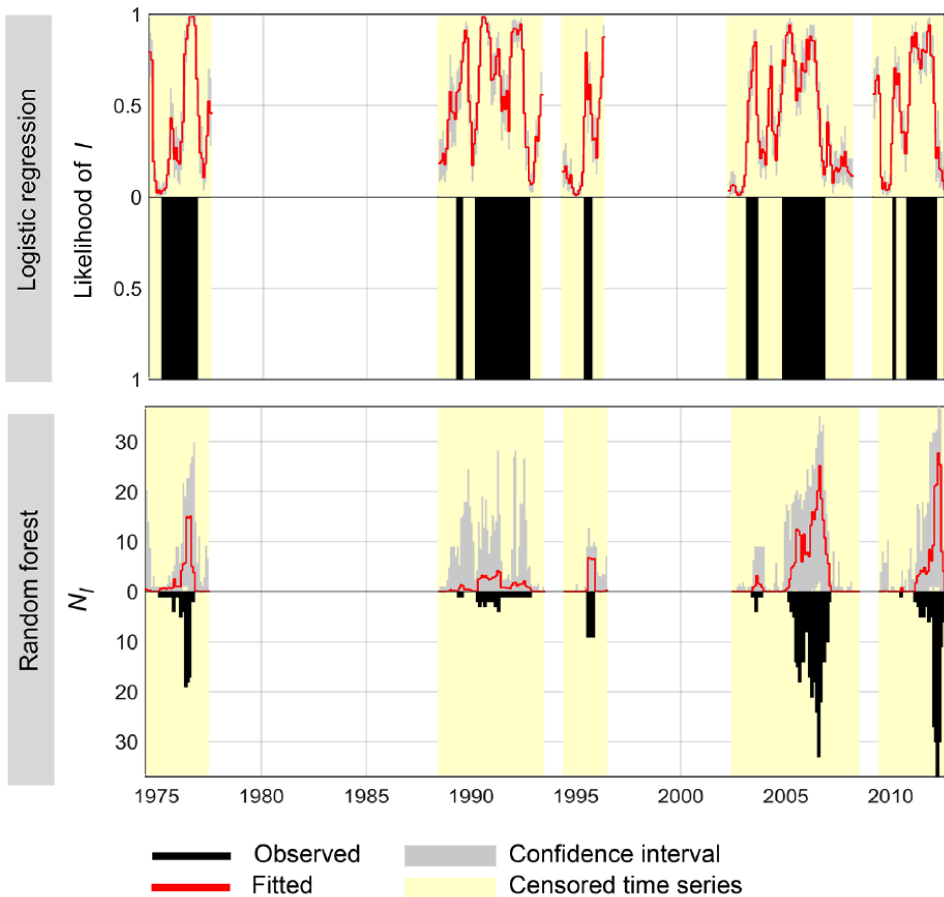 Logistic regression
Likelihood of I
1
0.5
0
0.5
1
Random forest
N_I
30
20
10
0
10
20
30
1975 1980 1985 1990 1995 2000 2005 2010
Observed
Confidence interval
Fitted
Censored time series